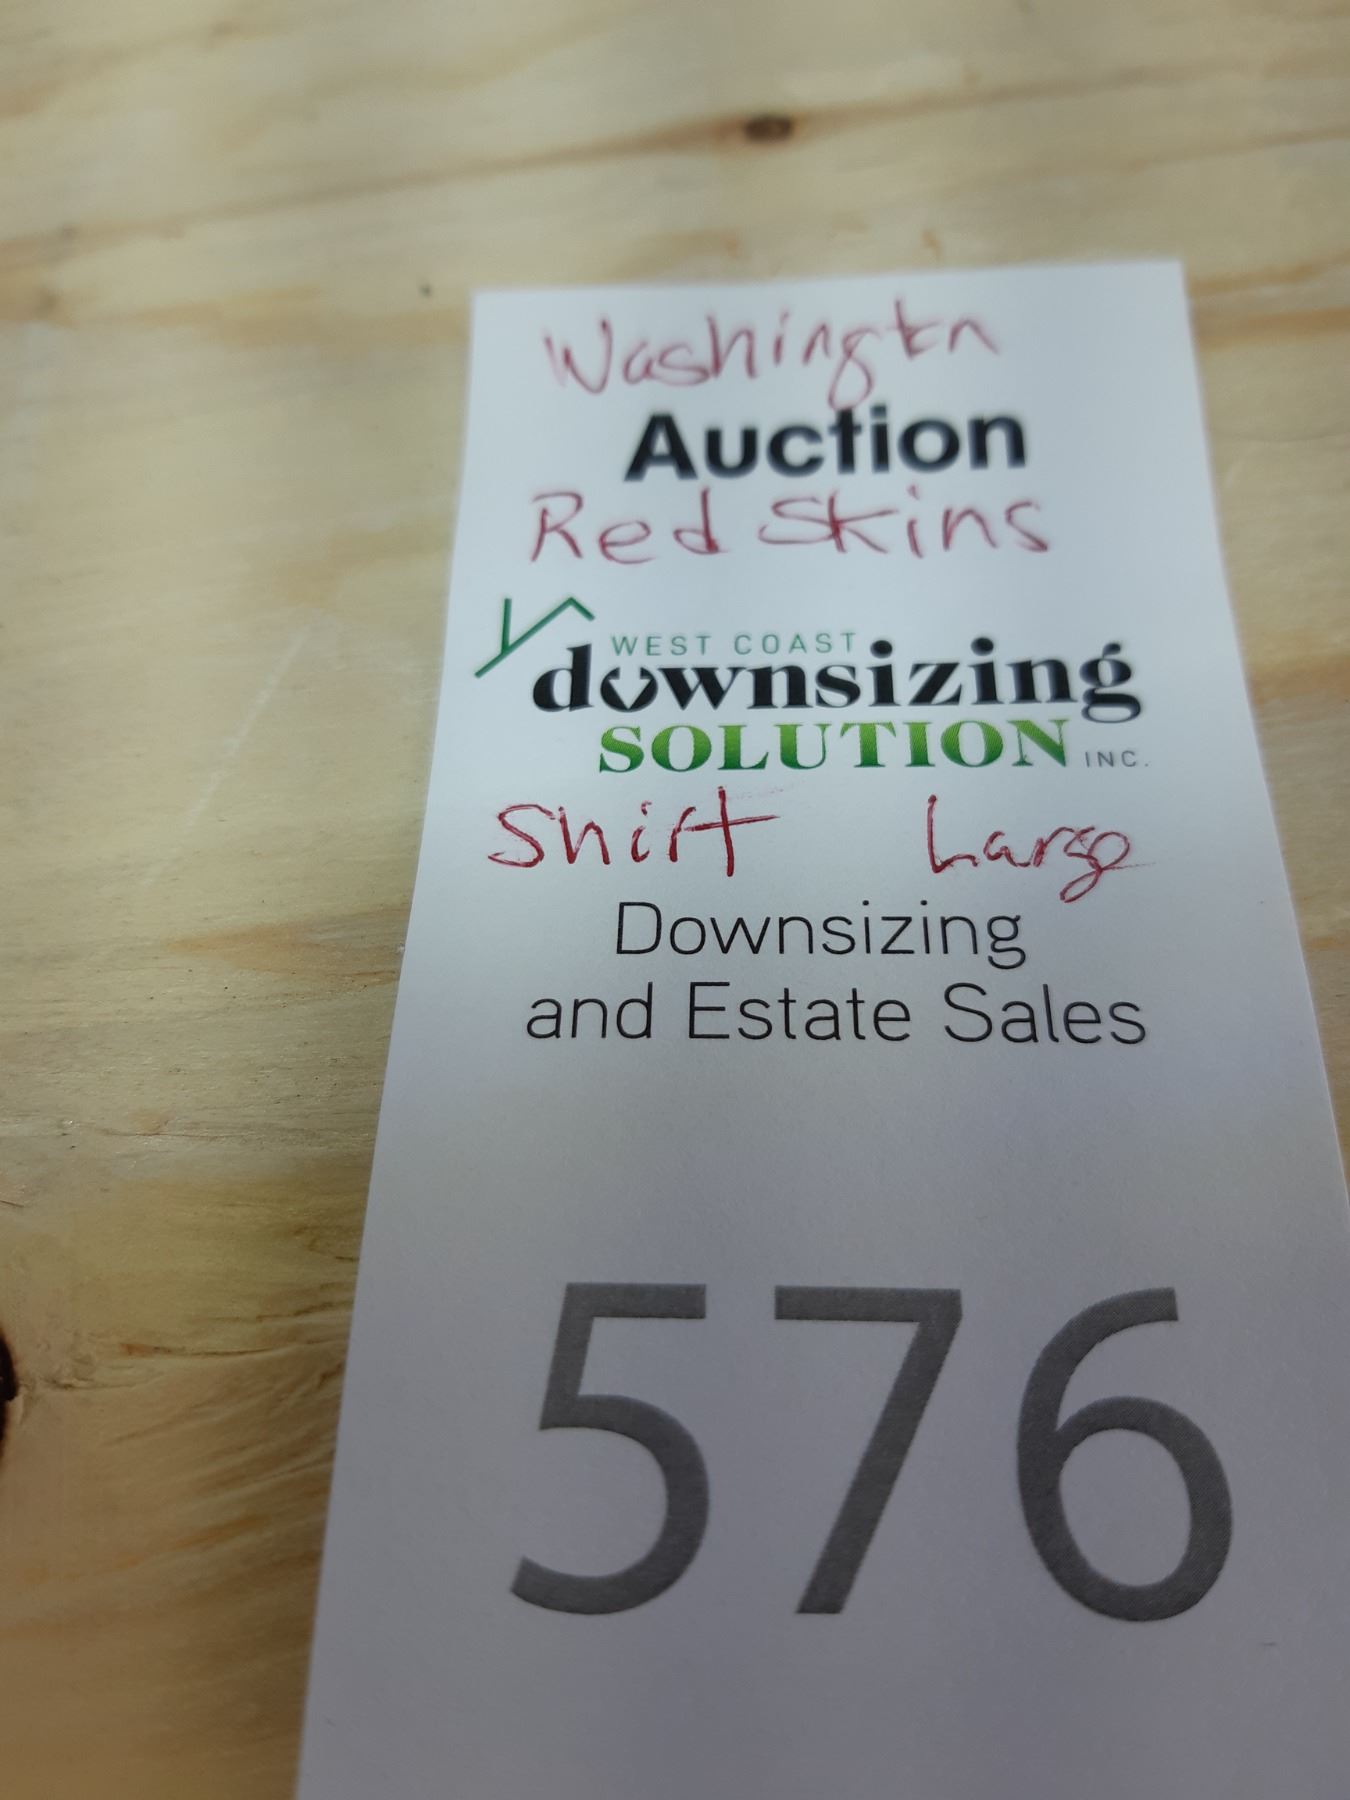 Washington
Auction
Red Skins
WEST COAST
downsizing
SOLUTION INC.
Shirt Large
Downsizing
and Estate Sales
576